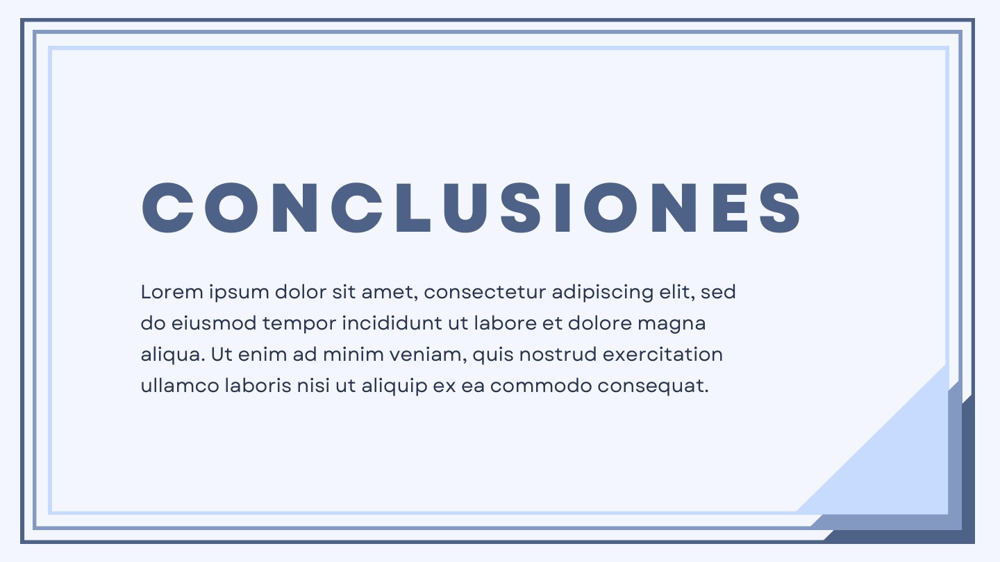 CONCLUSIONES
Lorem ipsum dolor sit amet, consectetur adipiscing elit, sed
do eiusmod tempor incididunt ut labore et dolore magna
aliqua. Ut enim ad minim veniam, quis nostrud exercitation
ullamco laboris nisi ut aliquip ex ea commodo consequat.